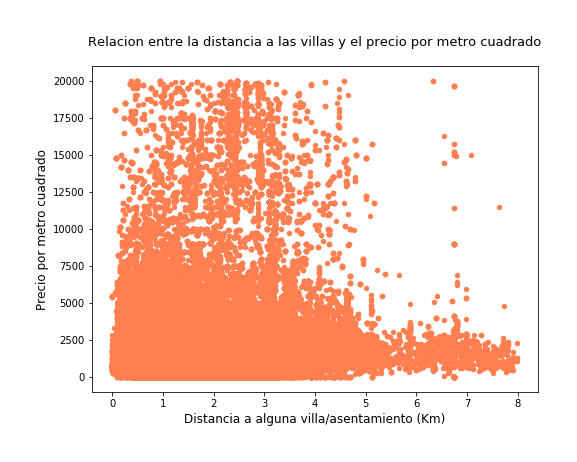 Relacion entre la distancia a las villas y el precio por metro cuadrado
Precio por metro cuadrado
20000
17500
15000
12500
10000
7500
5000
2500
0
0 1 2 3 4 5 6 7 8
Distancia a alguna villa/asentamiento (Km)